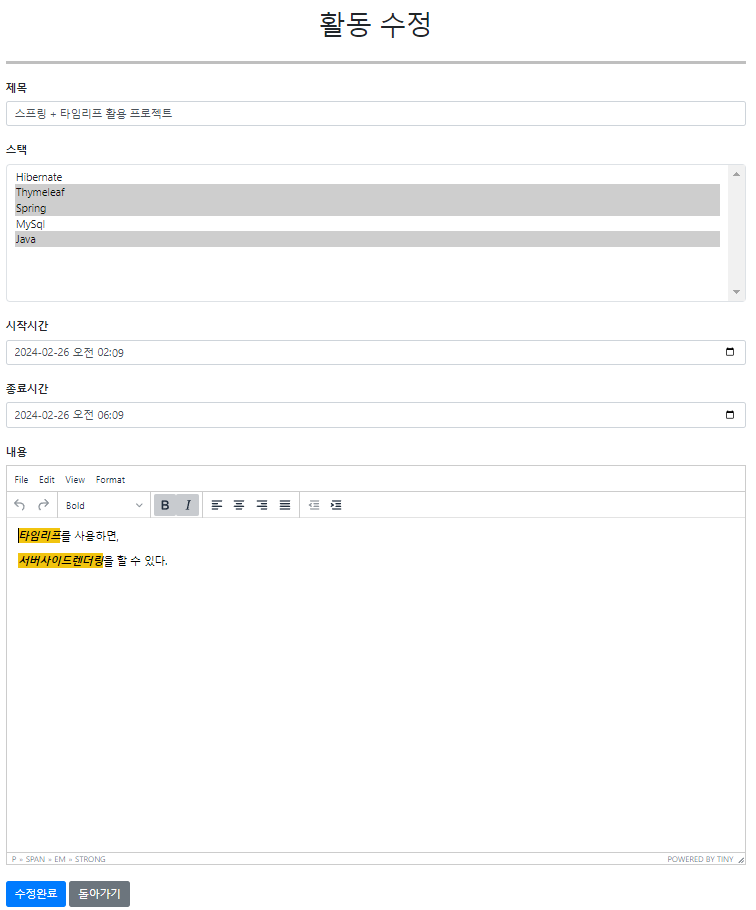 활동 수정
제목
스프링 + 타임리프 활용 프로젝트
스택
Hibernate
Thymeleaf
Spring
MySql
Java
시작시간
2024-02-26 오전 02:09
종료시간
2024-02-26 오전 06:09
내용
File Edit View Format
Bold B I
타임리프를 사용하면,
서버사이드렌더링을 할 수 있다.
P » SPAN » EM » STRONG POWERED BY TINY
수정완료 돌아가기